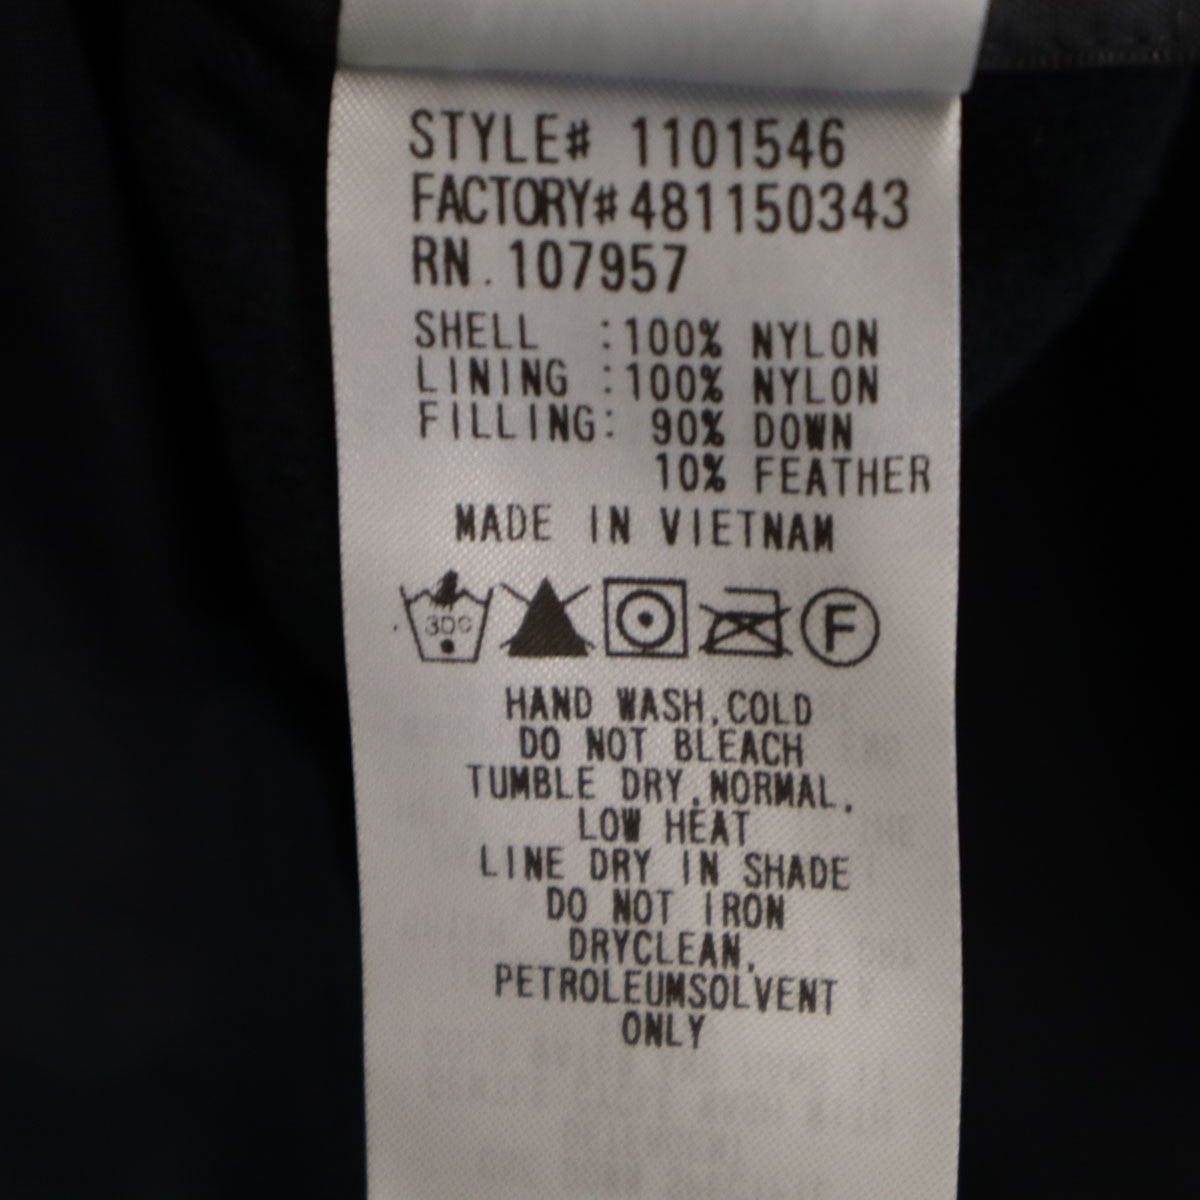 STYLE# 1101546
FACTORY#481150343
RN. 107957
SHELL :100% NYLON
LINING :100% NYLON
FILLING: 90% DOWN
10% FEATHER
MADE IN VIETNAM
30C F
HAND WASH,COLD
DO NOT BLEACH
TUMBLE DRY,NORMAL,
LOW HEAT
LINE DRY IN SHADE
DO NOT IRON
DRYCLEAN,
PETROLEUMSOLVENT
ONLY